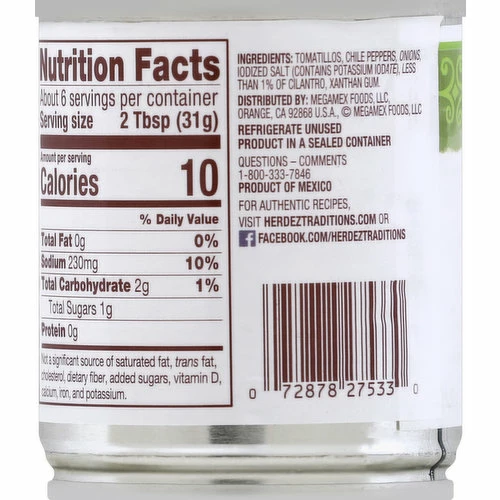 Nutrition Facts
About 6 servings per container
Serving size 2 Tbsp (31g)
Amount per serving
Calories 10
% Daily Value
Total Fat 0g 0%
Sodium 230mg 10%
Total Carbohydrate 2g 1%
Total Sugars 1g
Protein 0g
Not a significant source of saturated fat, trans fat,
cholesterol, dietary fiber, added sugars, vitamin D,
calcium, iron, and potassium.
INGREDIENTS: TOMATILLOS, CHILE PEPPERS, ONIONS,
IODIZED SALT (CONTAINS POTASSIUM IODATE), LESS
THAN 1% OF CILANTRO, XANTHAN GUM.
DISTRIBUTED BY: MEGAMEX FOODS, LLC,
ORANGE, CA 92868 U.S.A., © MEGAMEX FOODS, LLC
REFRIGERATE UNUSED
PRODUCT IN A SEALED CONTAINER
QUESTIONS – COMMENTS
1-800-333-7846
PRODUCT OF MEXICO
FOR AUTHENTIC RECIPES,
VISIT HERDEZTRADITIONS.COM OR
f FACEBOOK.COM/HERDEZTRADITIONS
0 72878 27533 0